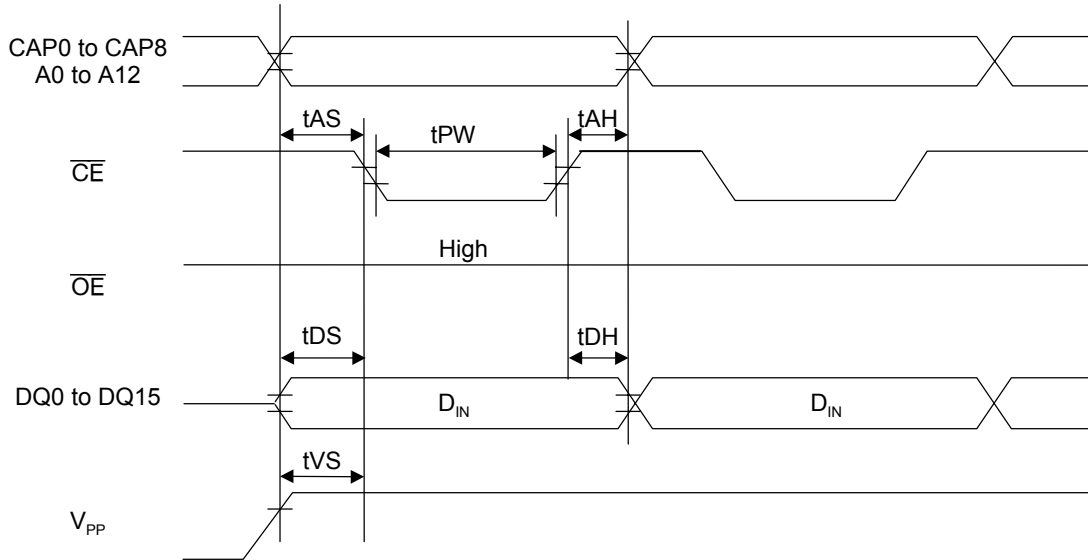 CAP0 to CAP8
A0 to A12
tAS
tPW
tAH
CE
High
OE
tDS
tDH
DQ0 to DQ15
DIN
DIN
tVS
VPP